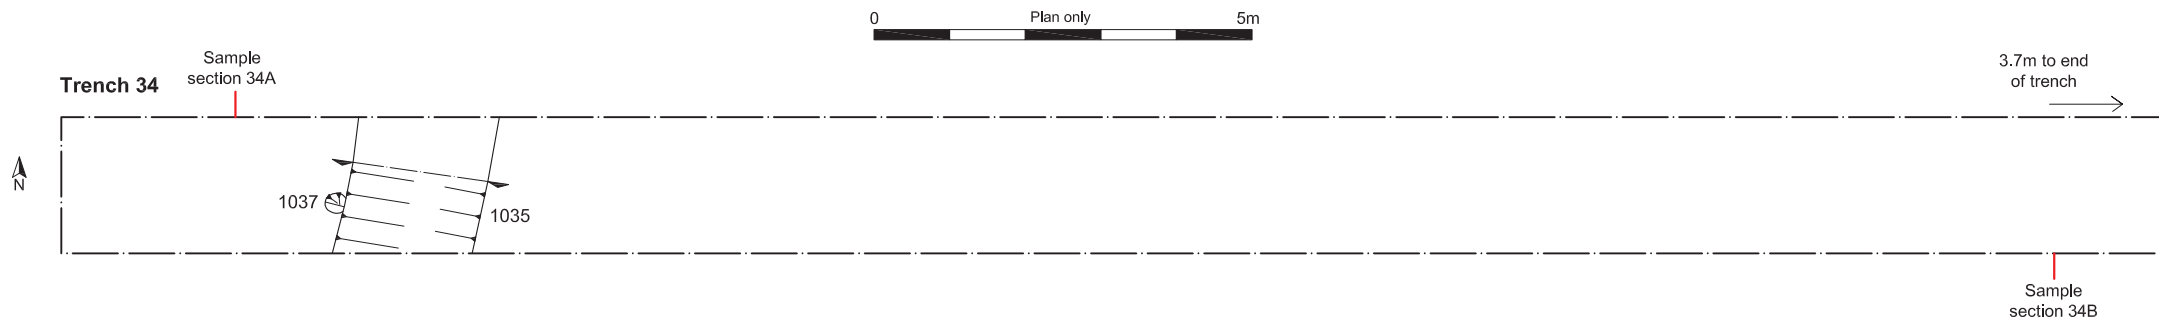 0 Plan only 5m
Sample
section 34A
Trench 34
3.7m to end
of trench
N
1037
1035
Sample
section 34B